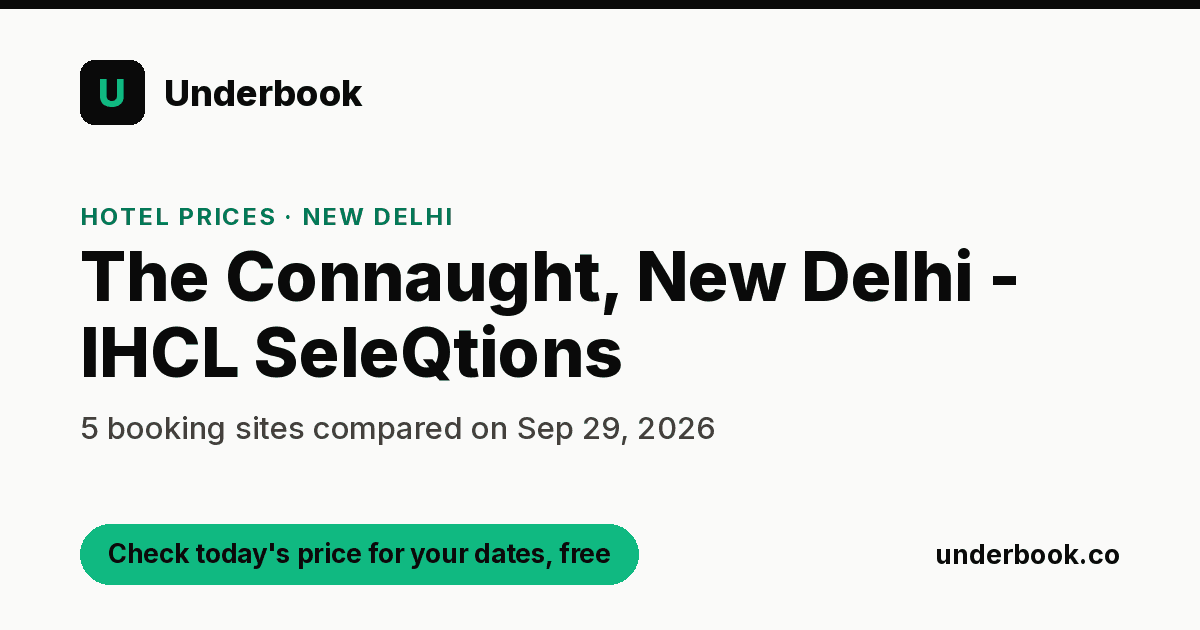 U Underbook
HOTEL PRICES · NEW DELHI
The Connaught, New Delhi -
IHCL SeleQtions
5 booking sites compared on Sep 29, 2026
Check today's price for your dates, free
underbook.co